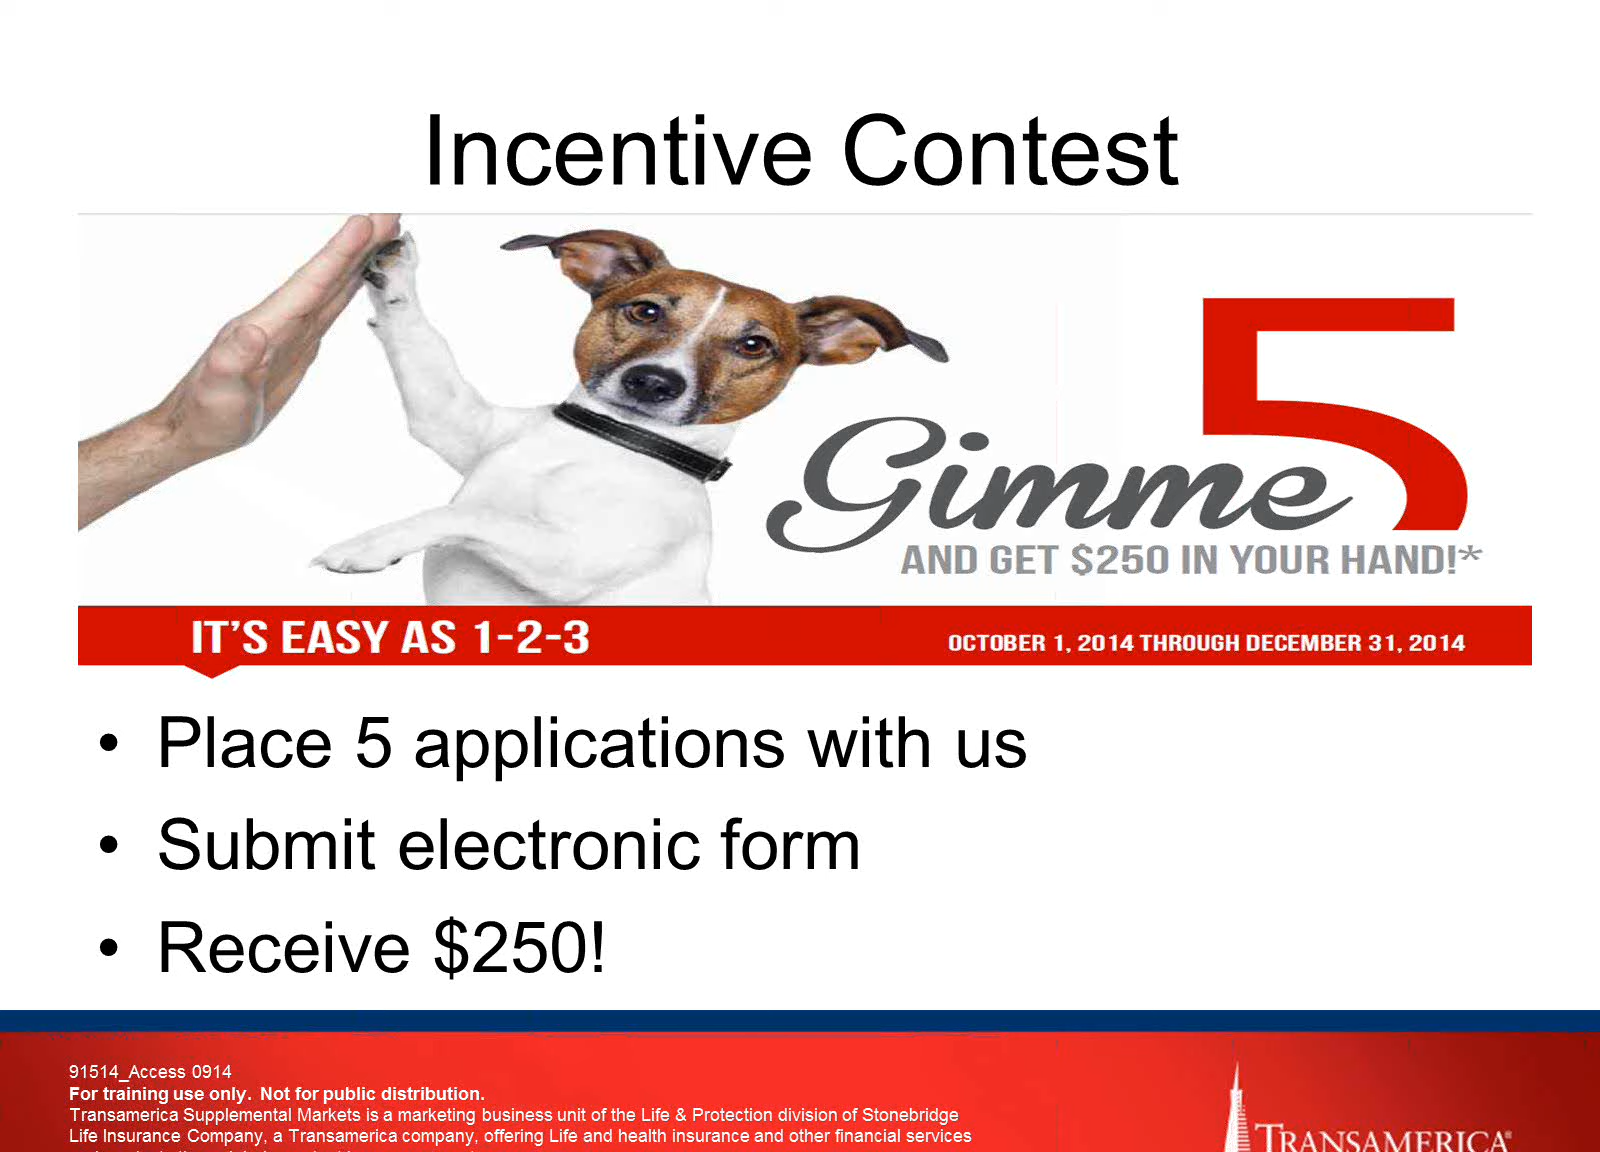 Incentive Contest
5
Gimme
AND GET $250 IN YOUR HAND!*
IT'S EASY AS 1-2-3
OCTOBER 1, 2014 THROUGH DECEMBER 31, 2014
• Place 5 applications with us
• Submit electronic form
• Receive $250!
91514_Access 0914
For training use only. Not for public distribution.
Transamerica Supplemental Markets is a marketing business unit of the Life & Protection division of Stonebridge
Life Insurance Company, a Transamerica company, offering Life and health insurance and other financial services
TRANSAMERICA®